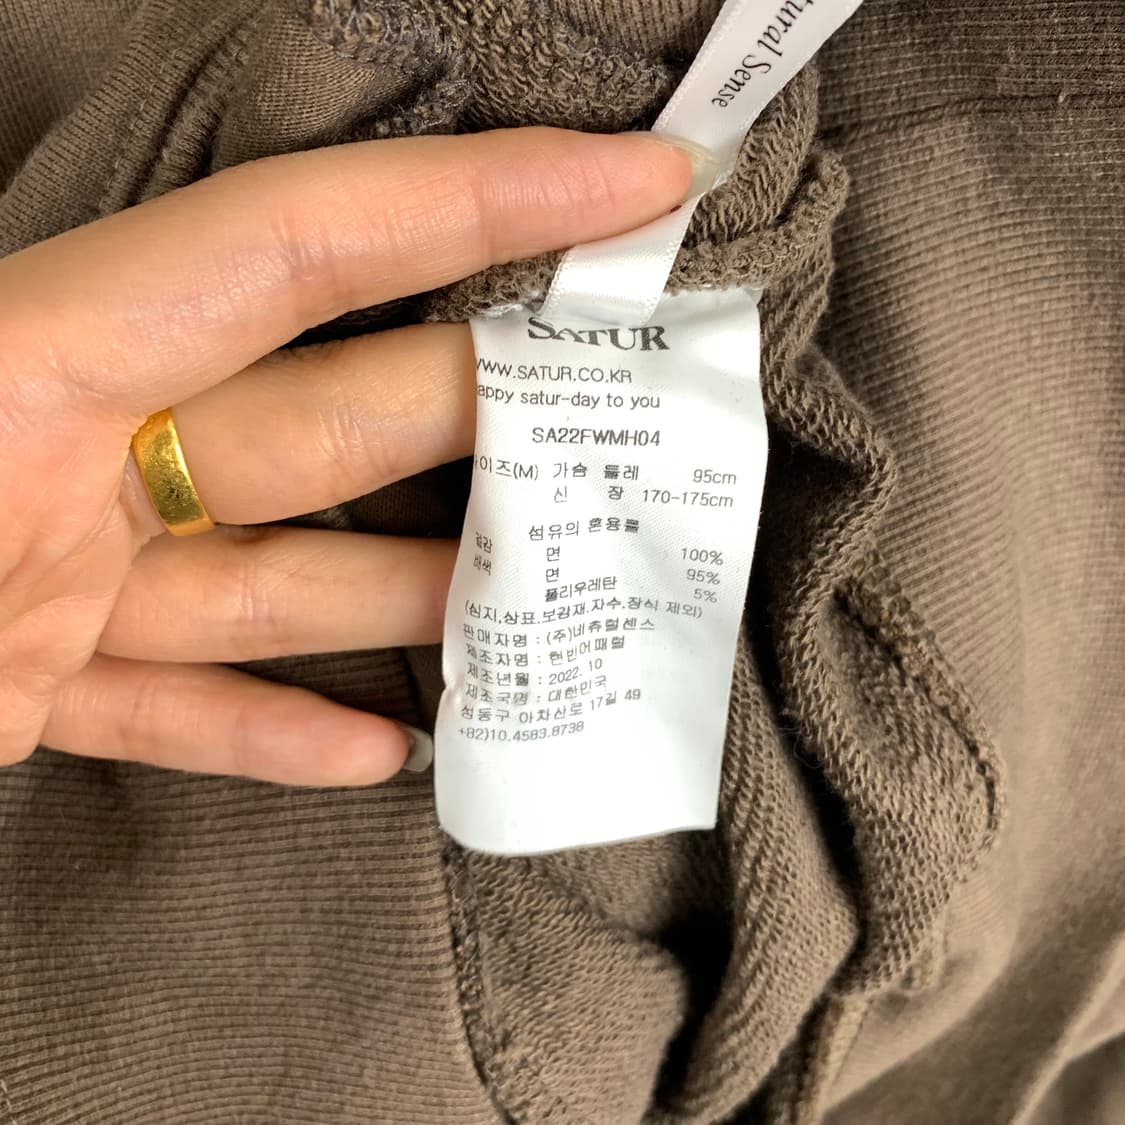 tural Sense
SATUR
WWW.SATUR.CO.KR
appy satur-day to you
SA22FWMH04
이즈(M) 가슴 둘레 95cm
신 장 170-175cm
섬유의 혼용률
겉감 면 100%
배색 면 95%
폴리우레탄 5%
(심지,상표.보강재.자수.장식 제외)
판매자명 : (주)네츄럴센스
제조자명 : 현빈어패럴
제조년월 : 2022. 10
제조국명 : 대한민국
성동구 아차산로 17길 49
+82)10.4583.8738